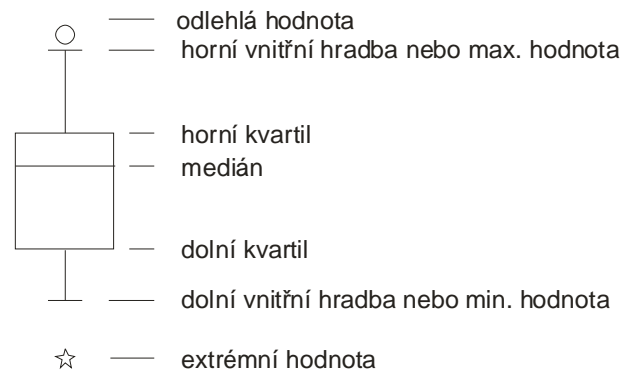 odlehlá hodnota
horní vnitřní hradba nebo max. hodnota
horní kvartil
medián
dolní kvartil
dolní vnitřní hradba nebo min. hodnota
extrémní hodnota